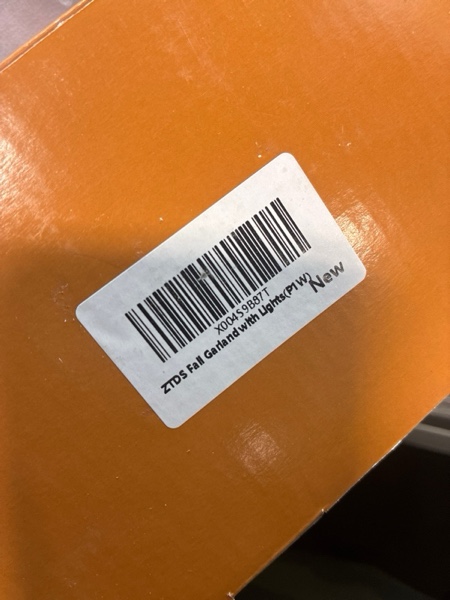 X004S9B87T
ZTDS Fall Garland with Lights(P1W)
New